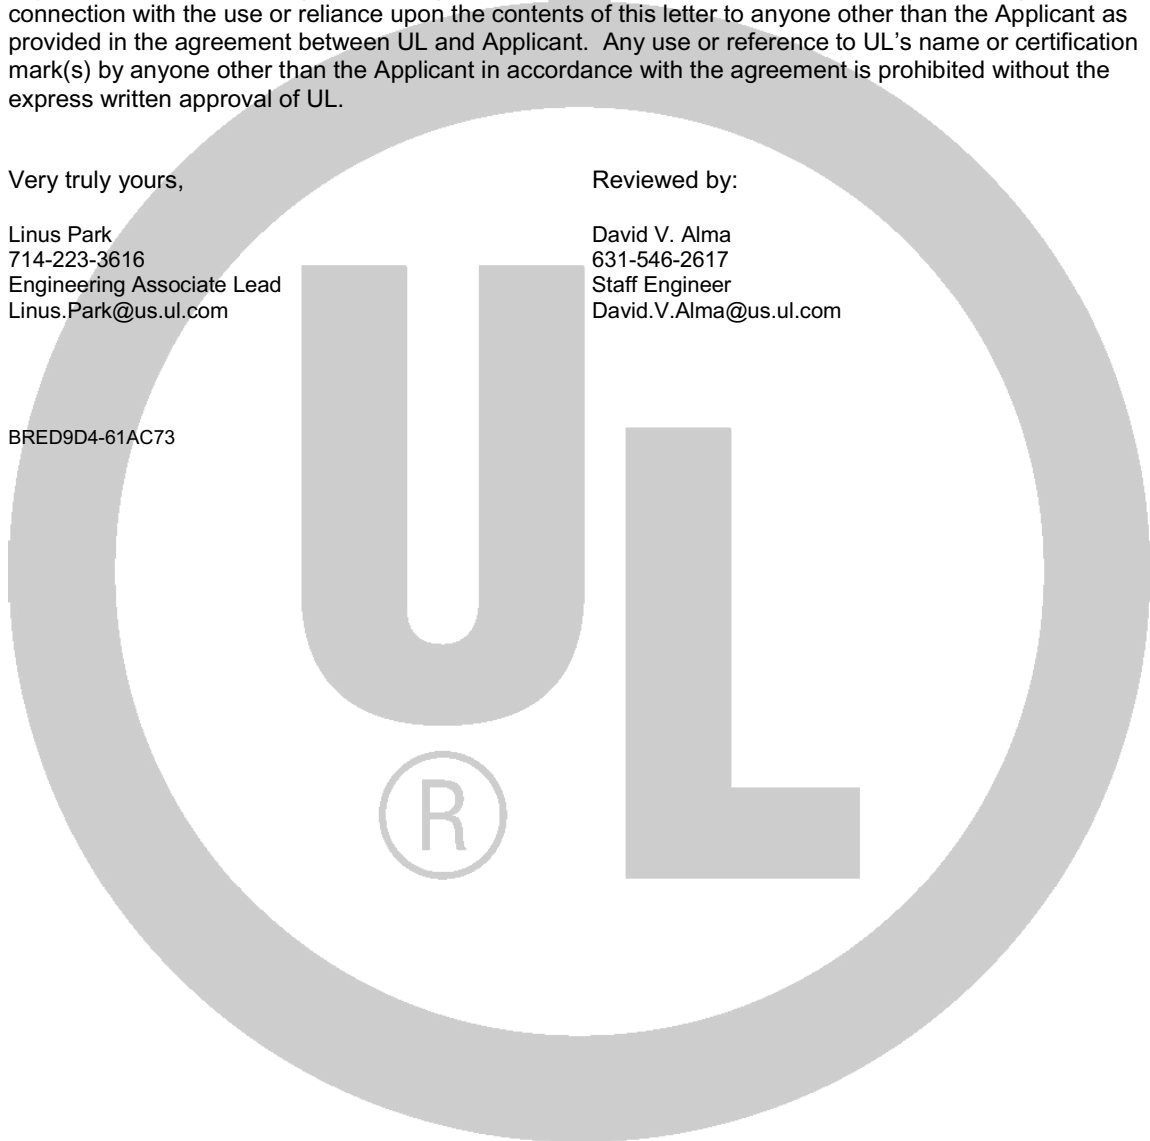 connection with the use or reliance upon the contents of this letter to anyone other than the Applicant as
provided in the agreement between UL and Applicant.  Any use or reference to UL's name or certification
mark(s) by anyone other than the Applicant in accordance with the agreement is prohibited without the
express written approval of UL.
Very truly yours,
Linus Park
714-223-3616
Engineering Associate Lead
Linus.Park@us.ul.com
Reviewed by:
David V. Alma
631-546-2617
Staff Engineer
David.V.Alma@us.ul.com
BRED9D4-61AC73
UL
®